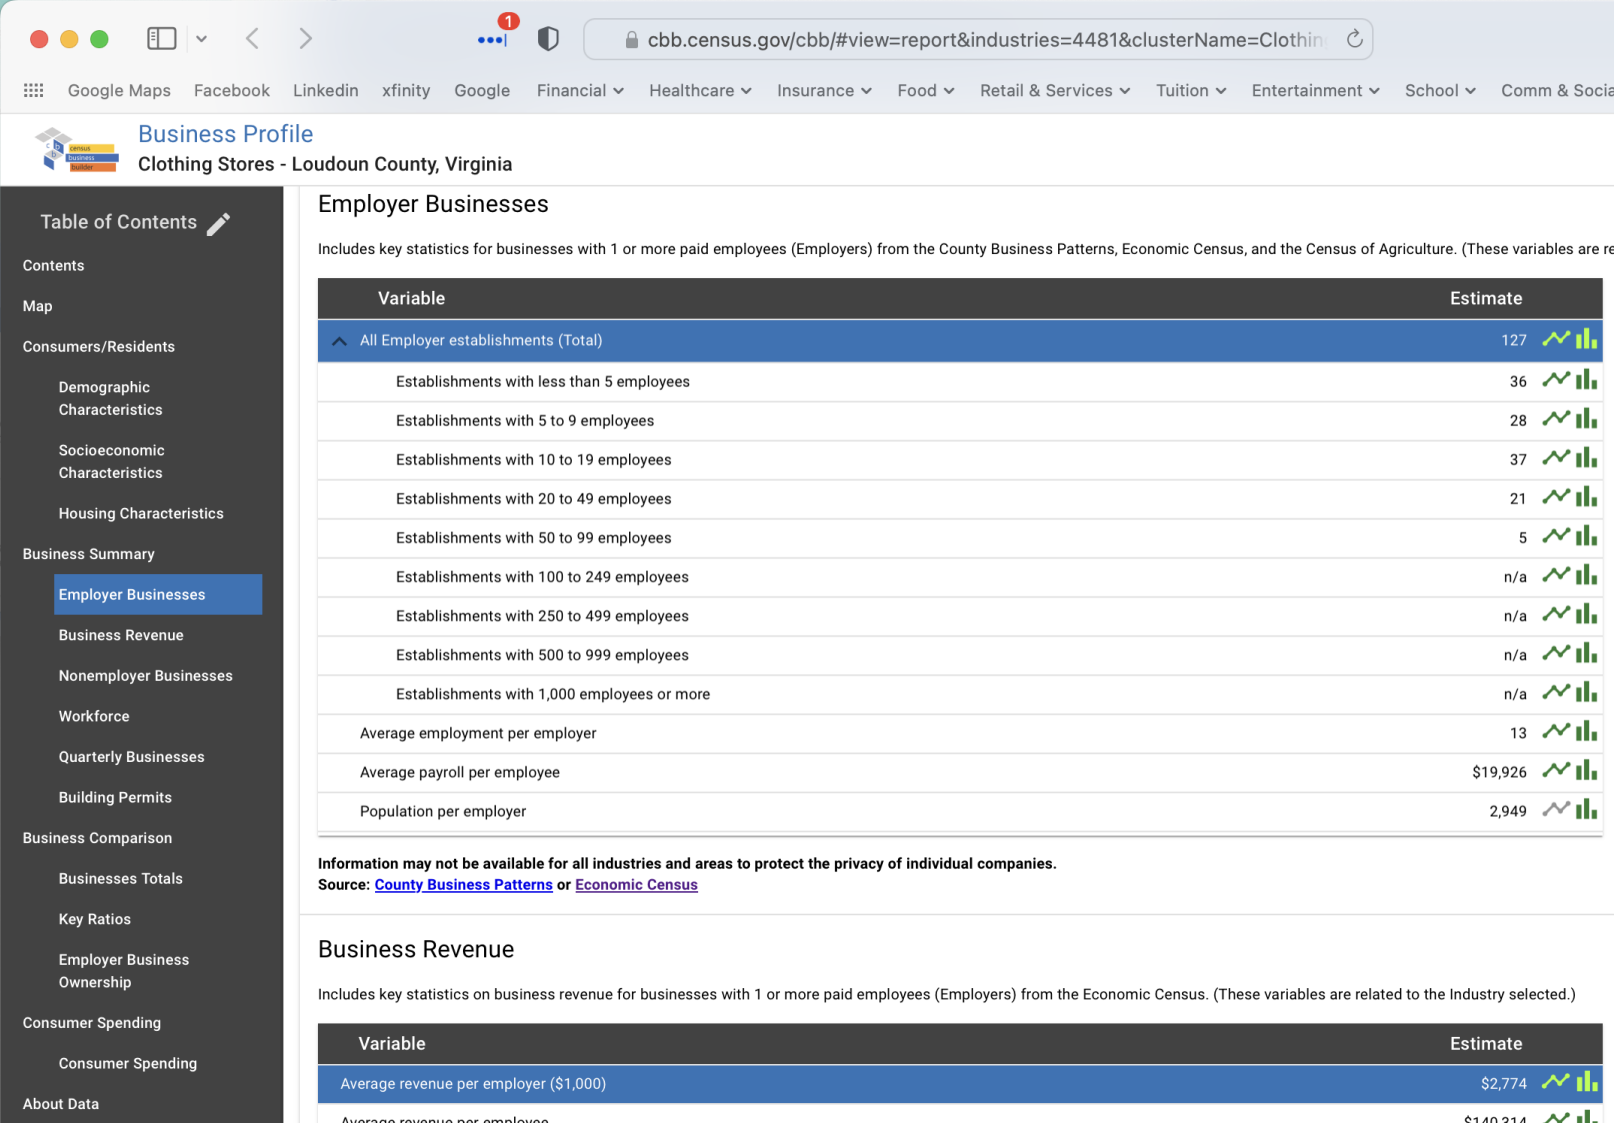 1
cbb.census.gov/cbb/#view=report&industries=4481&clusterName=Clothin
Google Maps Facebook Linkedin xfinity Google Financial Healthcare Insurance Food Retail & Services Tuition Entertainment School Comm & Socia
census
business
builder
Business Profile
Clothing Stores - Loudoun County, Virginia
Table of Contents
Contents
Map
Consumers/Residents
Demographic
Characteristics
Socioeconomic
Characteristics
Housing Characteristics
Business Summary
Employer Businesses
Business Revenue
Nonemployer Businesses
Workforce
Quarterly Businesses
Building Permits
Business Comparison
Businesses Totals
Key Ratios
Employer Business
Ownership
Consumer Spending
Consumer Spending
About Data
Employer Businesses
Includes key statistics for businesses with 1 or more paid employees (Employers) from the County Business Patterns, Economic Census, and the Census of Agriculture. (These variables are re
Variable Estimate
All Employer establishments (Total) 127
Establishments with less than 5 employees 36
Establishments with 5 to 9 employees 28
Establishments with 10 to 19 employees 37
Establishments with 20 to 49 employees 21
Establishments with 50 to 99 employees 5
Establishments with 100 to 249 employees n/a
Establishments with 250 to 499 employees n/a
Establishments with 500 to 999 employees n/a
Establishments with 1,000 employees or more n/a
Average employment per employer 13
Average payroll per employee $19,926
Population per employer 2,949
Information may not be available for all industries and areas to protect the privacy of individual companies.
Source: County Business Patterns or Economic Census
Business Revenue
Includes key statistics on business revenue for businesses with 1 or more paid employees (Employers) from the Economic Census. (These variables are related to the Industry selected.)
Variable Estimate
Average revenue per employer ($1,000) $2,774
Average revenue per employee $140,314